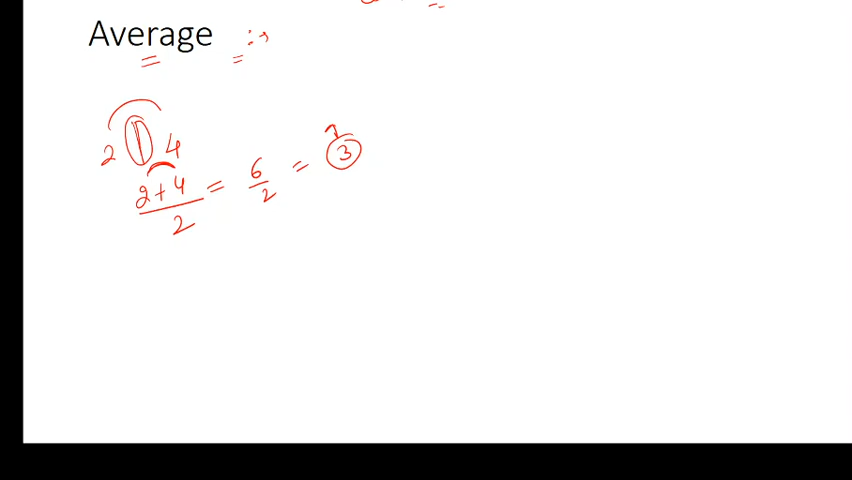 Average :→
2 4
2+4/2 = 6/2 = 3